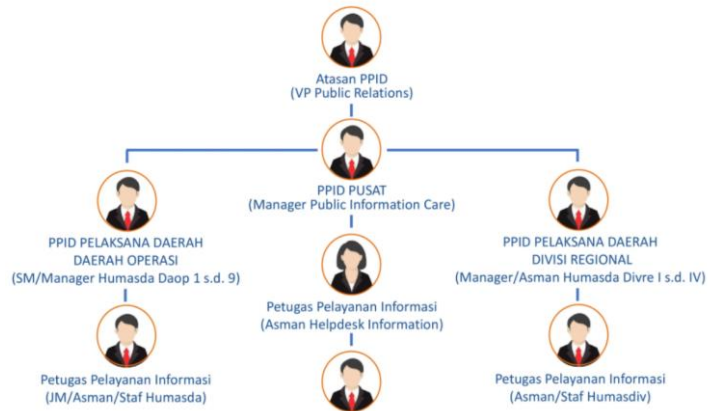 Atasan PPID
(VP Public Relations)
PPID PUSAT
(Manager Public Information Care)
PPID PELAKSANA DAERAH
DAERAH OPERASI
(SM/Manager Humasda Daop 1 s.d. 9)
PPID PELAKSANA DAERAH
DIVISI REGIONAL
(Manager/Asman Humasda Divre I s.d. IV)
Petugas Pelayanan Informasi
(Asman Helpdesk Information)
Petugas Pelayanan Informasi
(JM/Asman/Staf Humasda)
Petugas Pelayanan Informasi
(Asman/Staf Humasdiv)